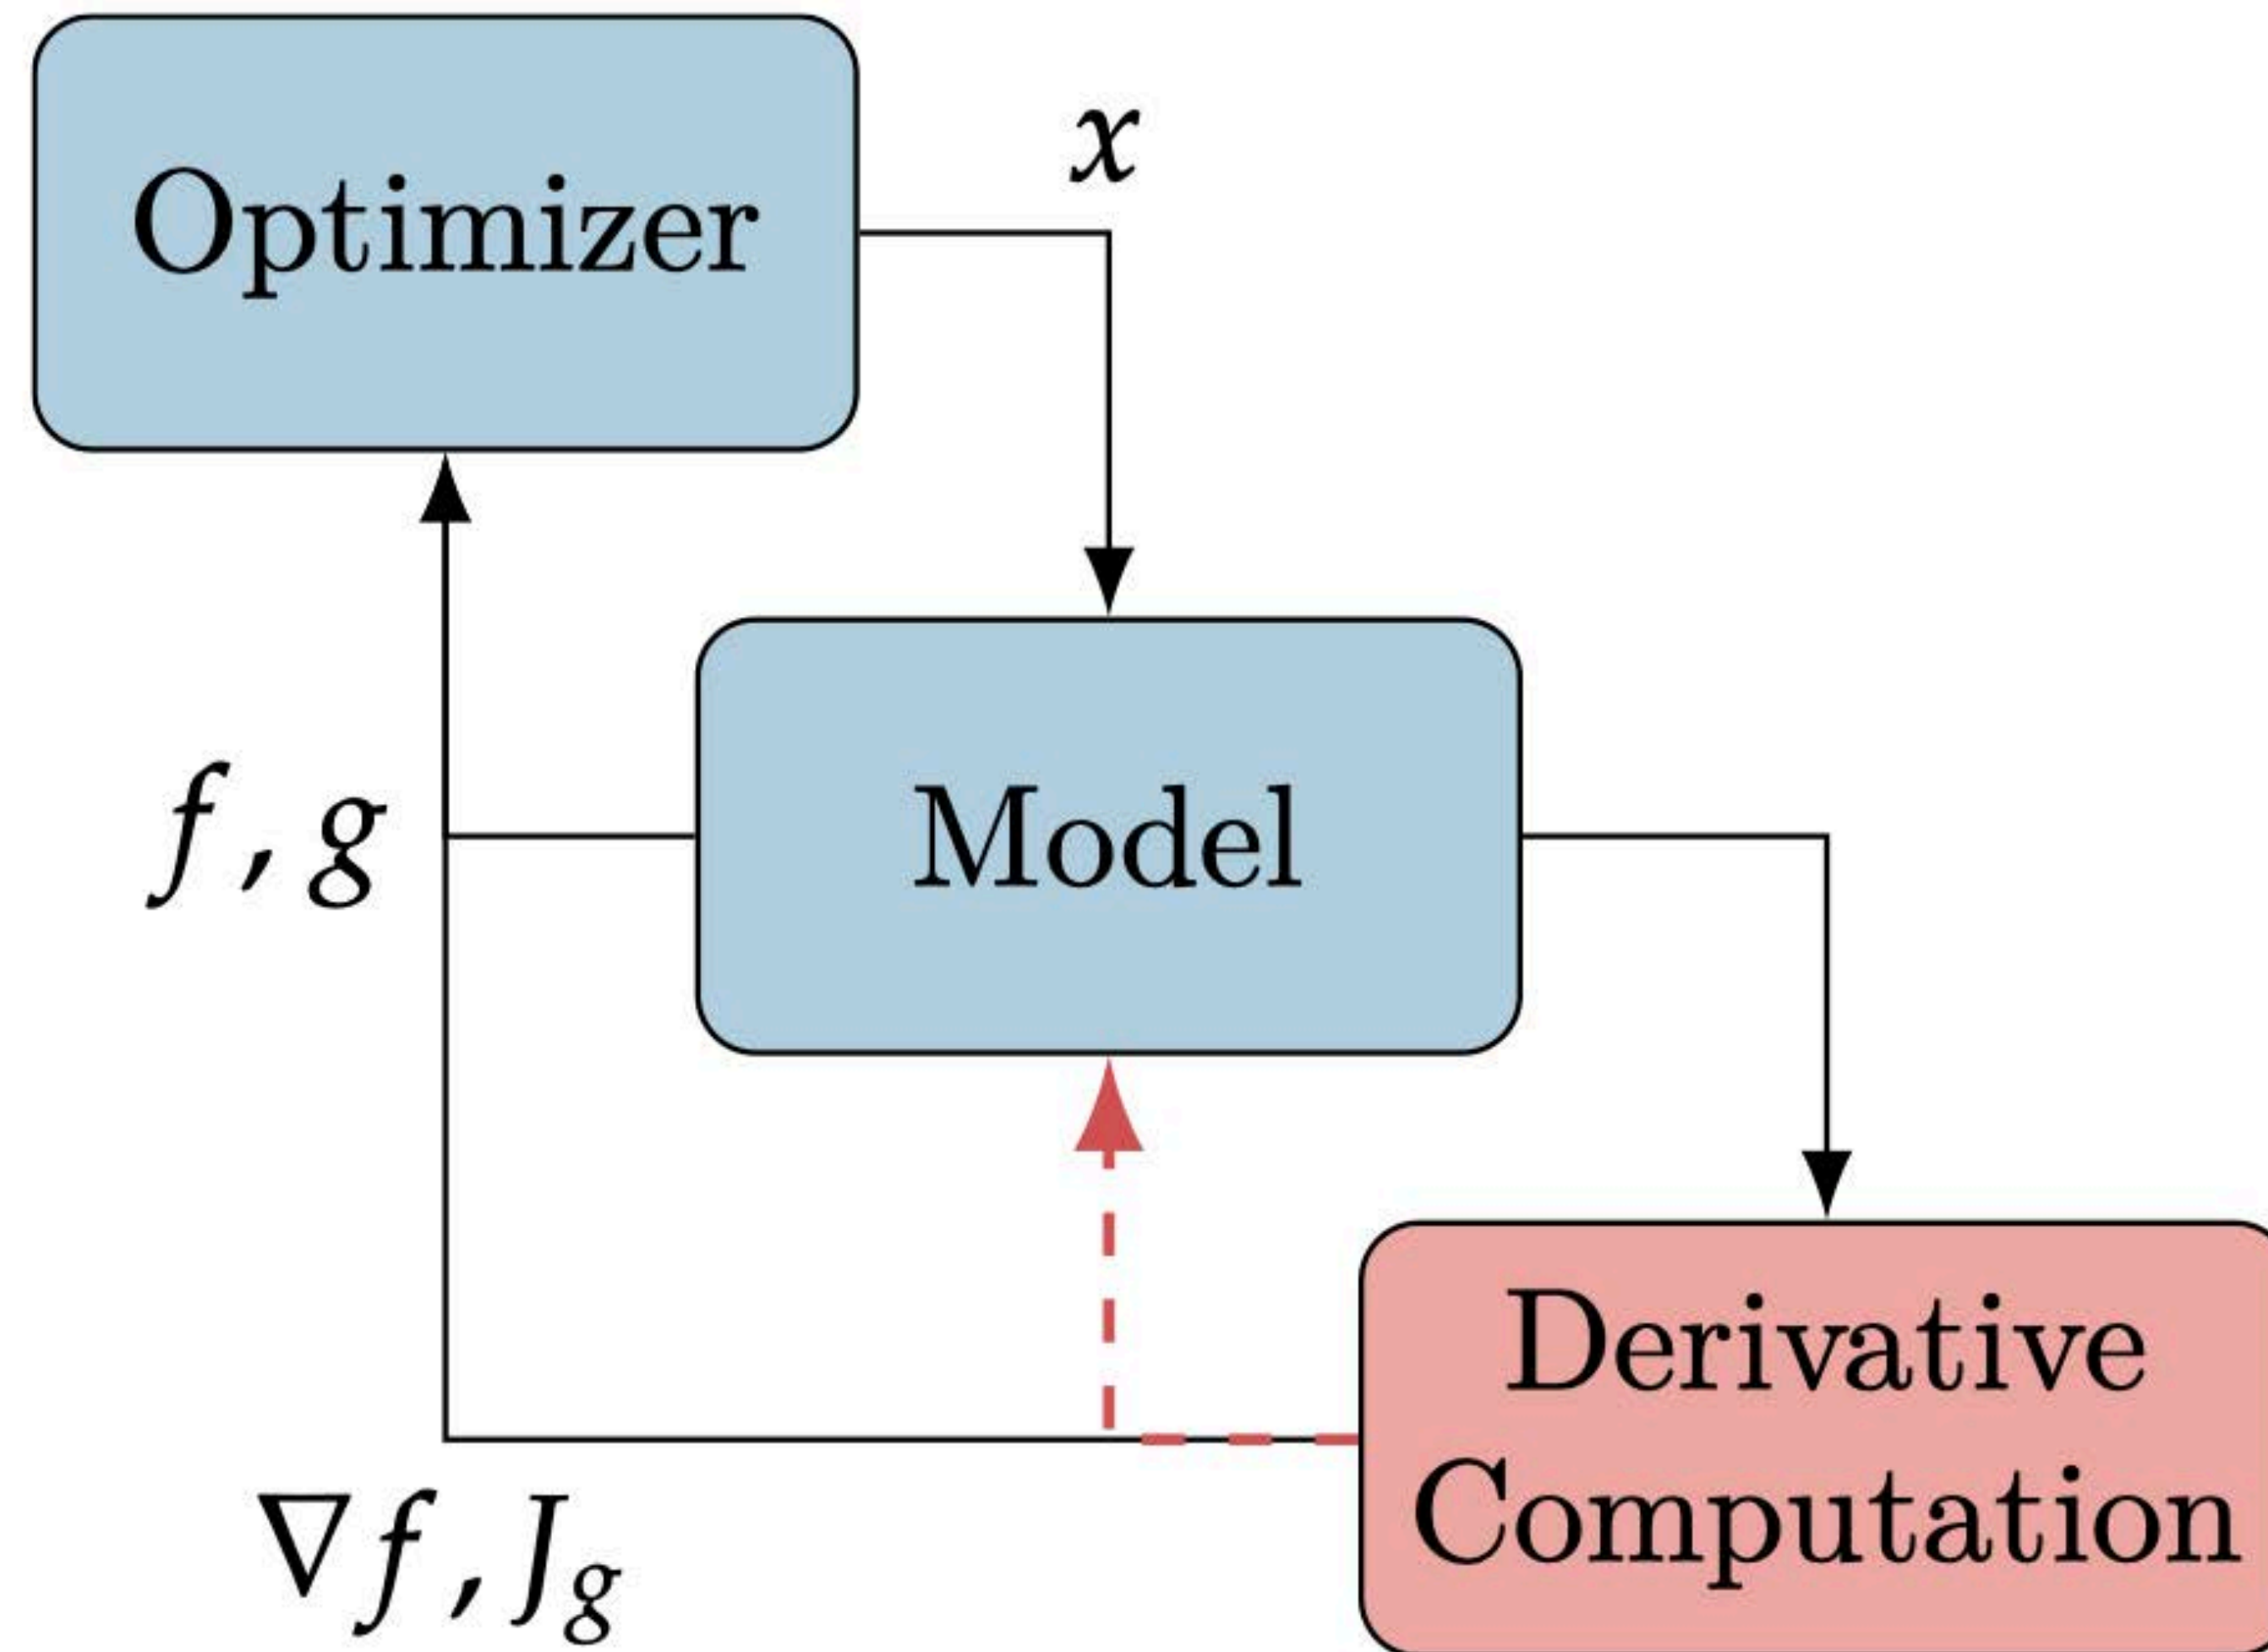 Optimizer
x
f, g
Model
Derivative
Computation
∇f, J_g